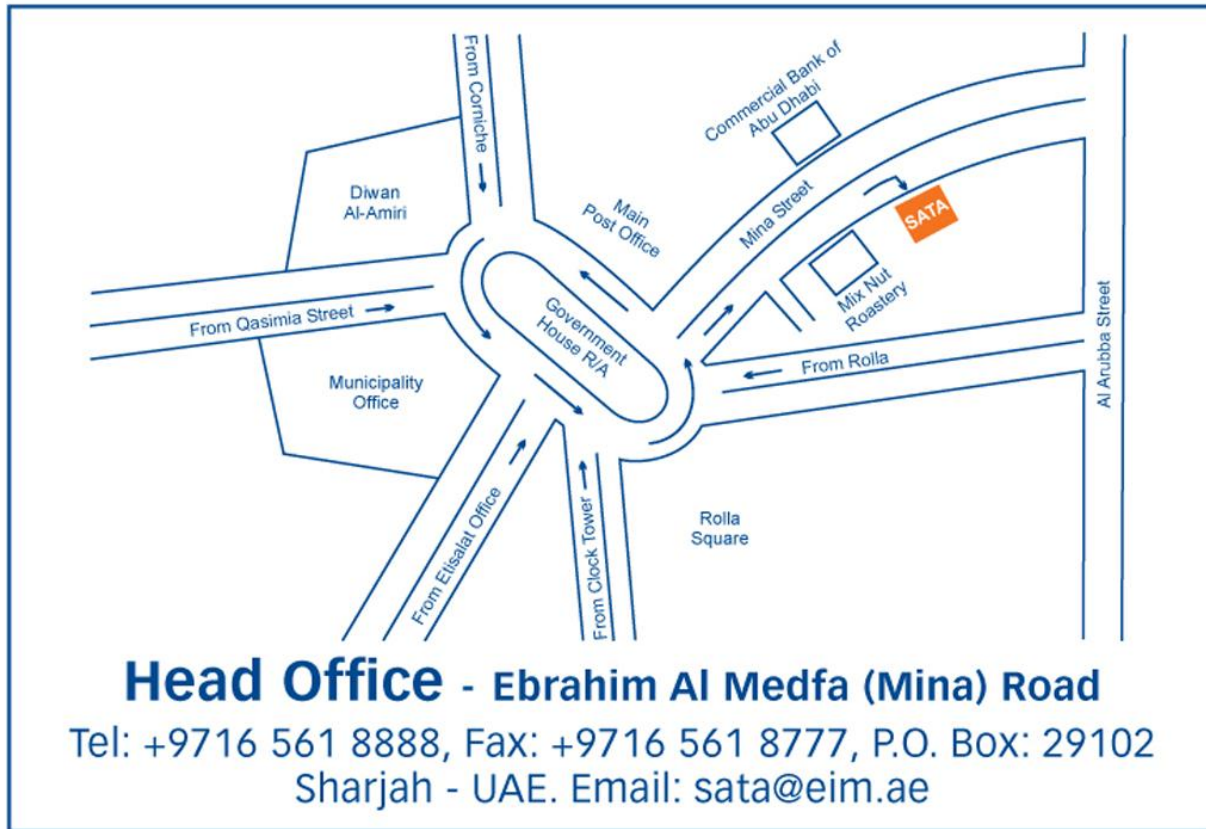 From Corniche
Commercial Bank of
Abu Dhabi
Diwan
Al-Amiri
Main
Post Office
Mina Street
SATA
Mix Nut
Roastery
From Qasimia Street
Government
House R/A
From Rolla
Al Arubba Street
Municipality
Office
From Etisalat Office
From Clock Tower
Rolla
Square
Head Office - Ebrahim Al Medfa (Mina) Road
Tel: +9716 561 8888, Fax: +9716 561 8777, P.O. Box: 29102
Sharjah - UAE. Email: sata@eim.ae